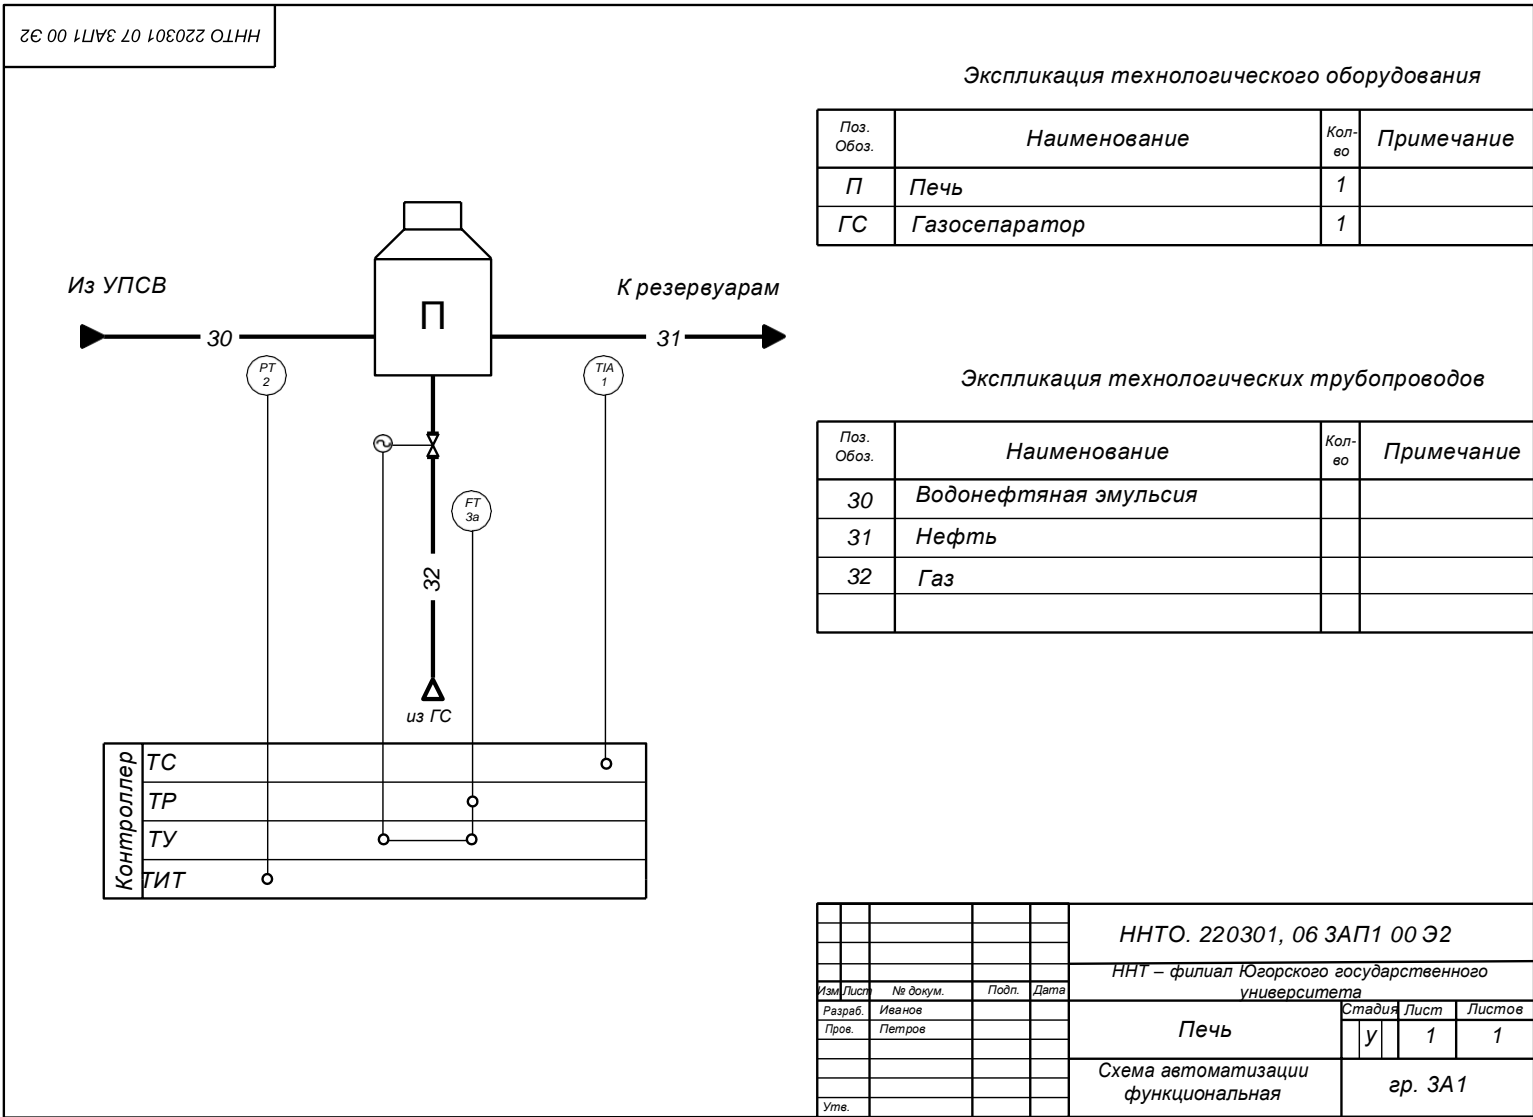 ННТО 220301 07 ЗАП1 00 Э2
Экспликация технологического оборудования
Поз. Обоз.
Наименование
Кол-во
Примечание
П
Печь
1
ГС
Газосепаратор
1
Из УПСВ
К резервуарам
П
30
31
PT
2
TIA
1
FT
3а
32
из ГС
Экспликация технологических трубопроводов
Поз. Обоз.
Наименование
Кол-во
Примечание
30
Водонефтяная эмульсия
31
Нефть
32
Газ
Контроллер
ТС
ТР
ТУ
ТИТ
ННТО. 220301, 06 ЗАП1 00 Э2
ННТ – филиал Югорского государственного
университета
Изм Лист № докум. Подп. Дата
Разраб. Иванов
Пров. Петров
Утв.
Печь
Стадия Лист Листов
у 1 1
Схема автоматизации
функциональная
гр. 3А1